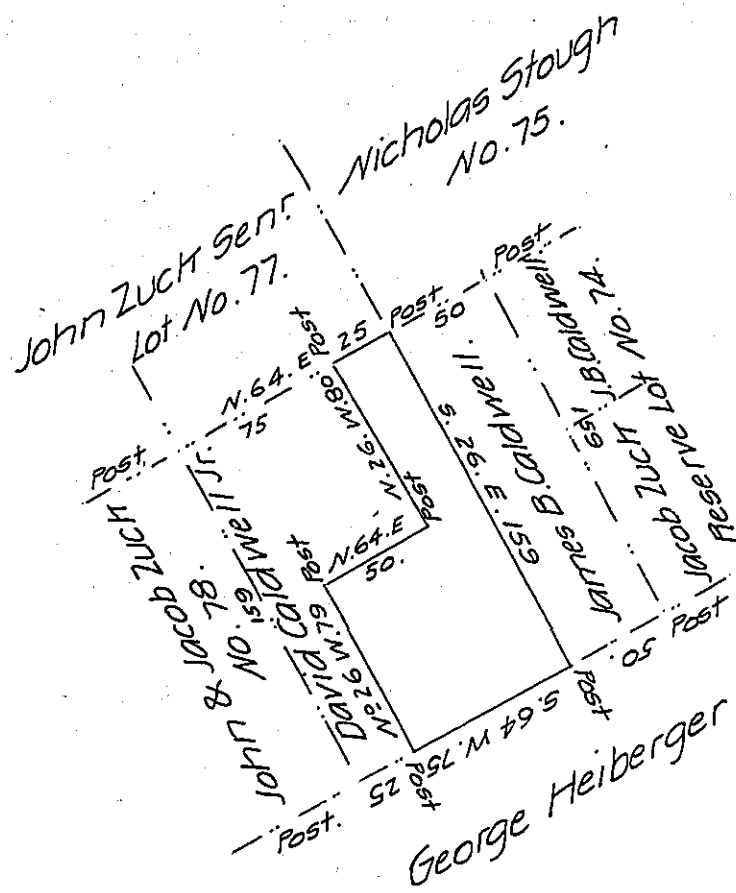 Nicholas Stough
No. 75.
John Zuck Senr.
Lot No. 77.
Post
N. 64. E
75
Post
25
Post
50
Post
J.B. Caldwell
Jacob Zuck
Reserve Lot No. 74.
159
James B. Caldwell.
S. 26. E. 159
N. 26. W. 80
Post
N. 64. E
50.
Post
No 26 W. 79
David Caldwell Jr.
159
No. 78.
John & Jacob Zuck
Post.
25
Post
S. 64 W. 75
Post
50.
Post
George Heiberger